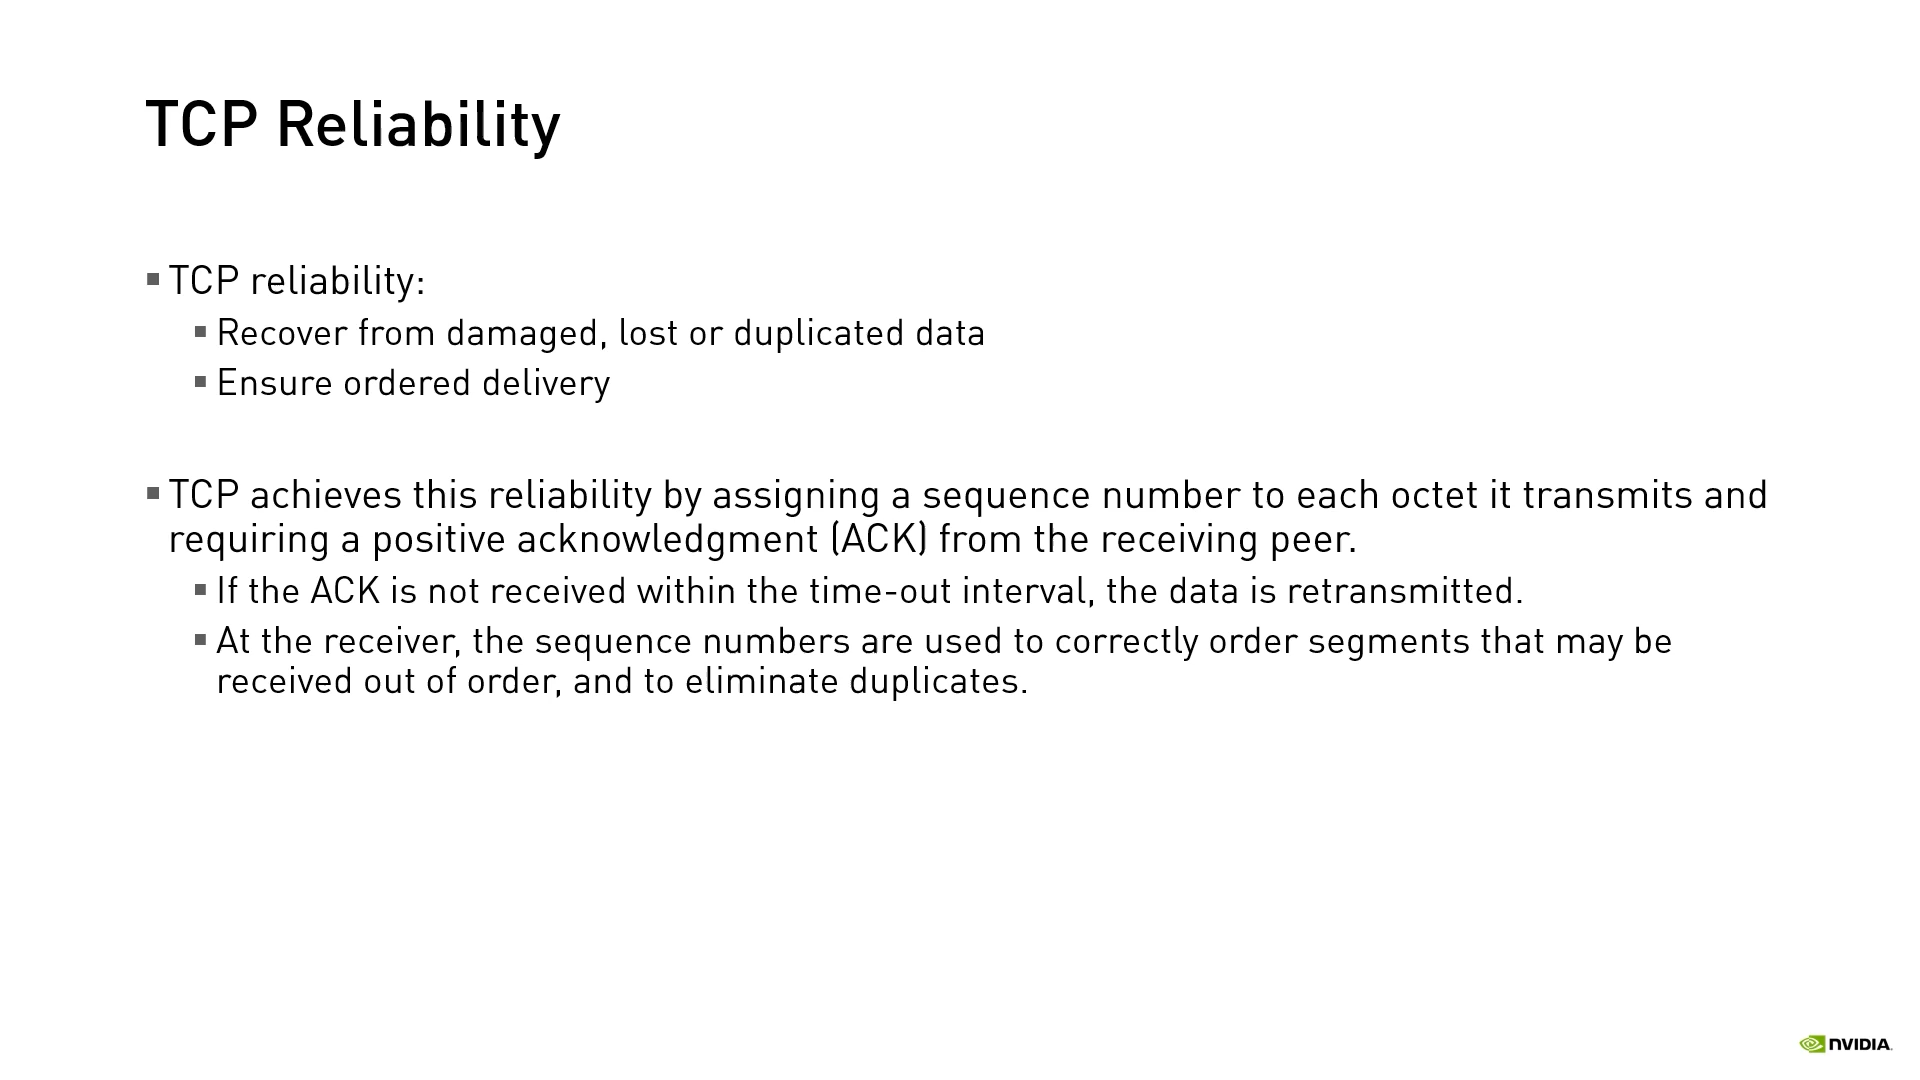 TCP Reliability
TCP reliability:
Recover from damaged, lost or duplicated data
Ensure ordered delivery
TCP achieves this reliability by assigning a sequence number to each octet it transmits and
requiring a positive acknowledgment (ACK) from the receiving peer.
If the ACK is not received within the time-out interval, the data is retransmitted.
At the receiver, the sequence numbers are used to correctly order segments that may be
received out of order, and to eliminate duplicates.
NVIDIA.